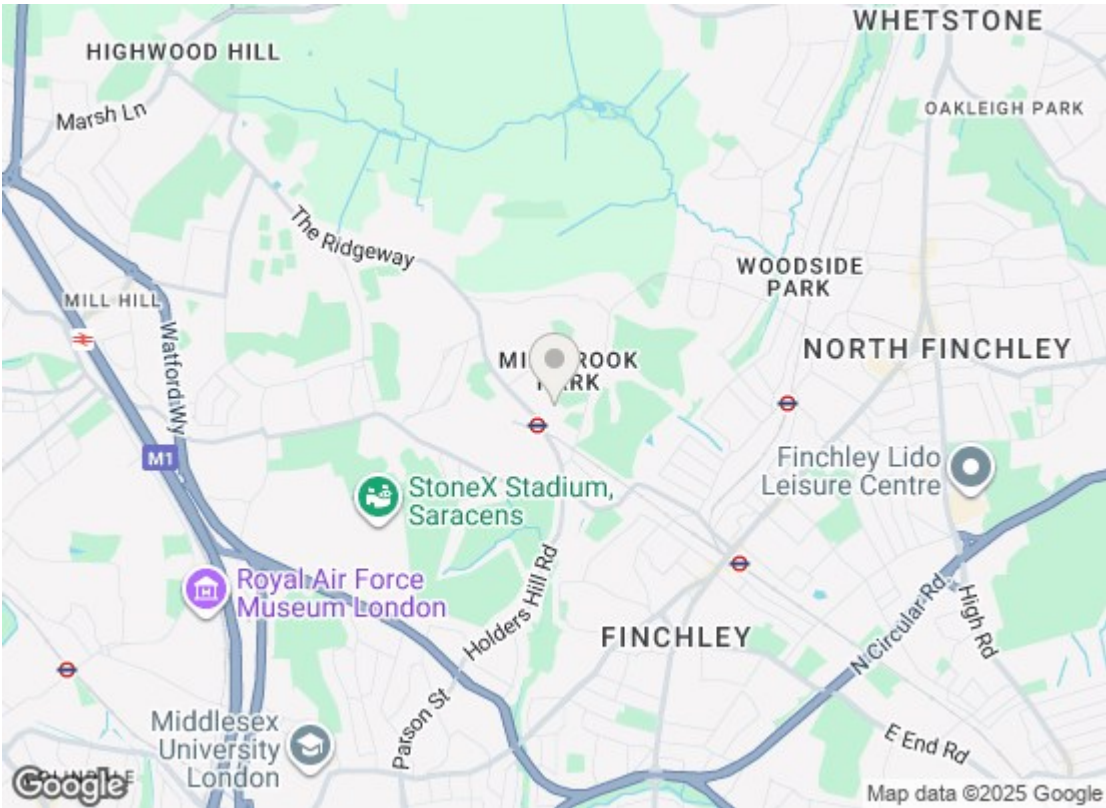 WHETSTONE
HIGHWOOD HILL
OAKLEIGH PARK
Marsh Ln
The Ridgeway
WOODSIDE
PARK
MILL HILL
Watford Wy
NORTH FINCHLEY
M1
Finchley Lido
Leisure Centre
StoneX Stadium,
Saracens
Royal Air Force
Museum London
Holders Hill Rd
FINCHLEY
N Circular Rd
High Rd
Parson St
Middlesex
University
London
E End Rd
Google
Map data ©2025 Google